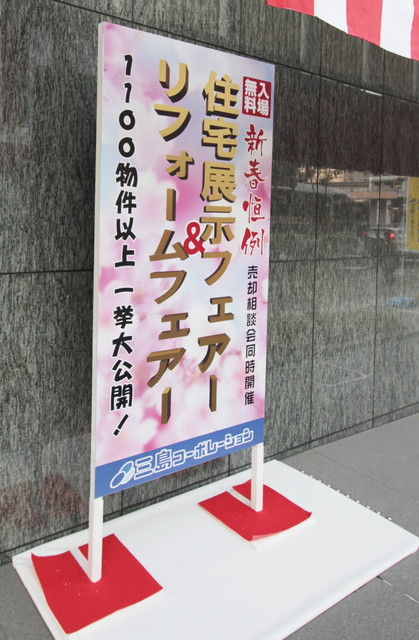 入場
無料
新春恒例
売却相談会同時開催
住宅展示フェアー
&
リフォームフェアー
1100物件以上 一挙大公開!
三島コーポレーション